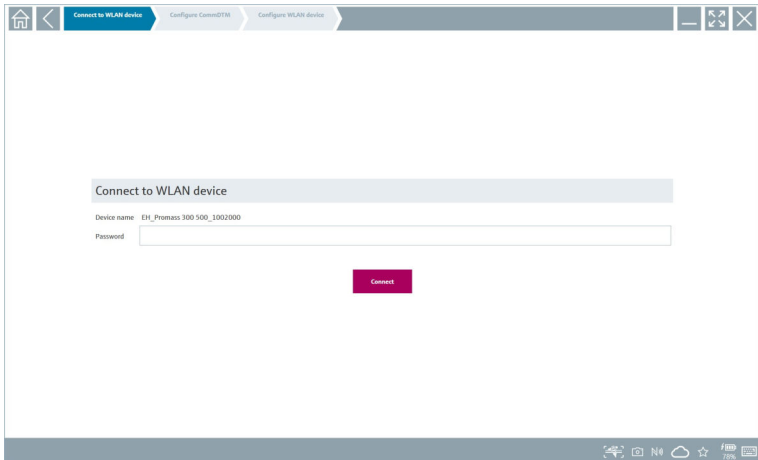 Connect to WLAN device
Configure CommDTM
Configure WLAN device
Connect to WLAN device
Device name EH_Promass 300 500_1002000
Password
Connect
78%